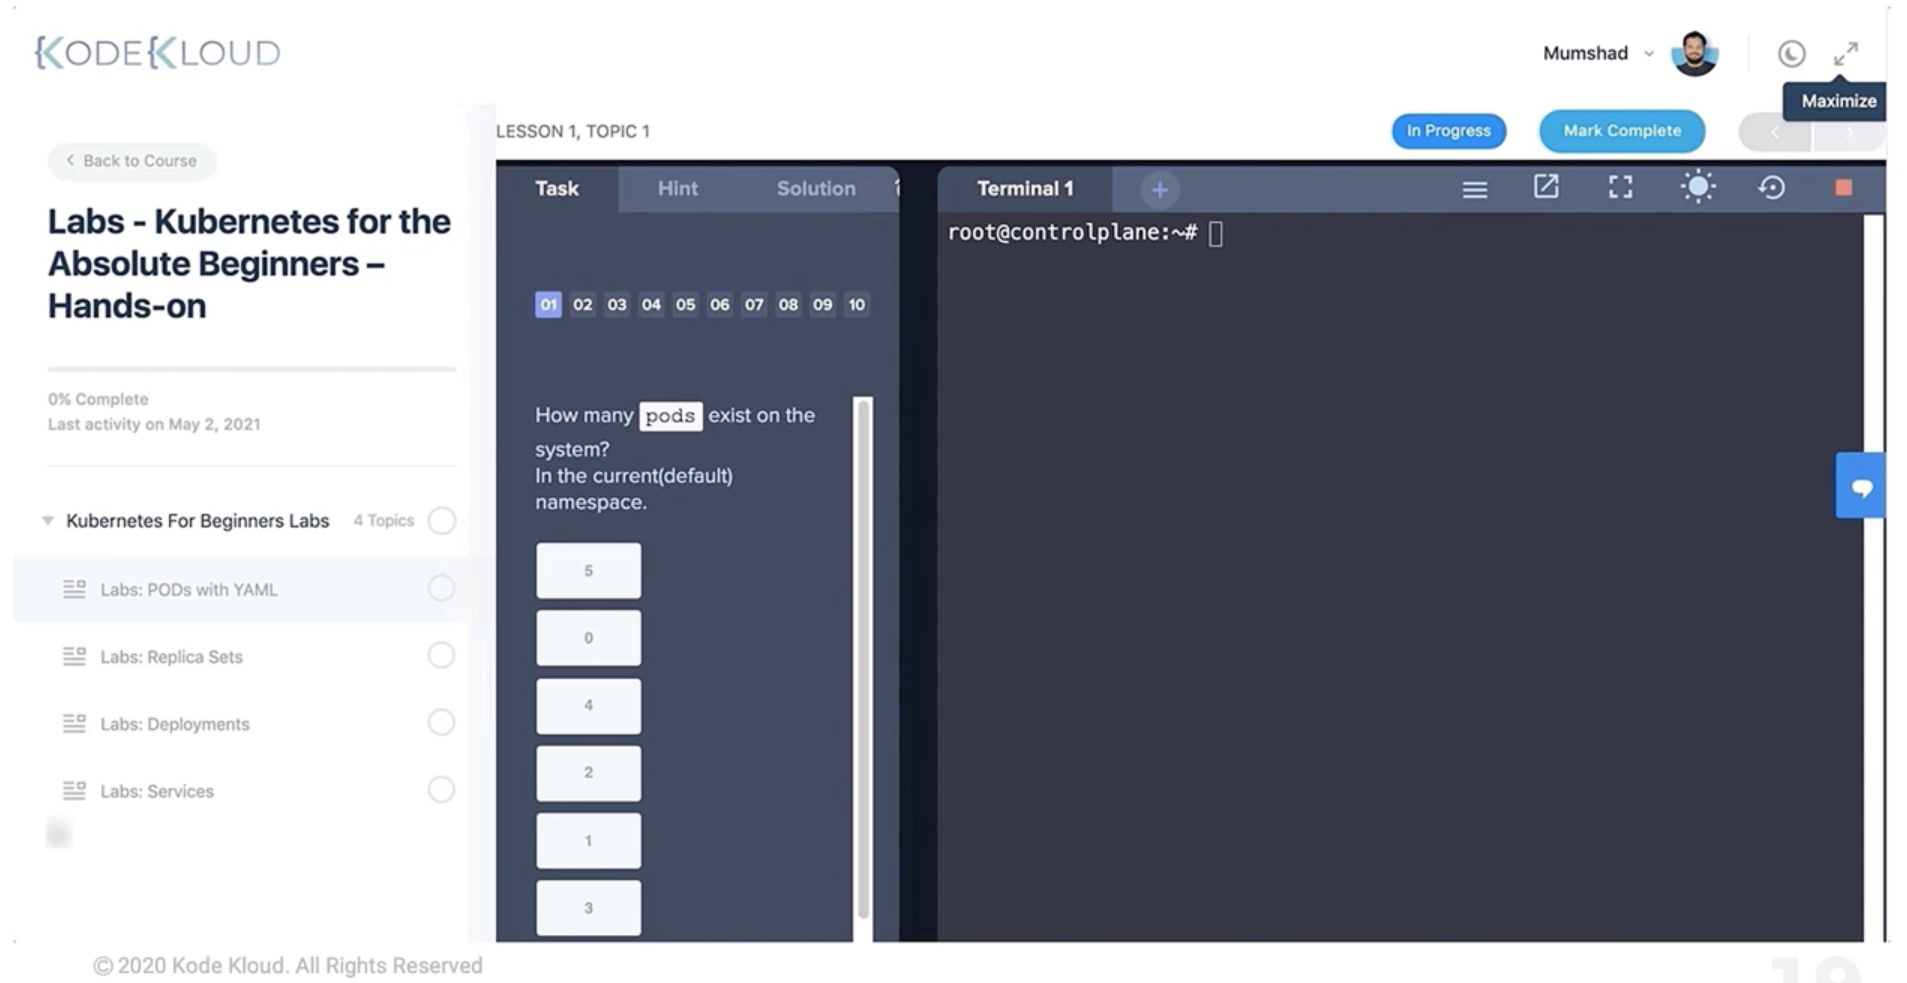 {KODE{KLOUD
Mumshad
Maximize
LESSON 1, TOPIC 1
In Progress
Mark Complete
Back to Course
Labs - Kubernetes for the
Absolute Beginners –
Hands-on
0% Complete
Last activity on May 2, 2021
Kubernetes For Beginners Labs 4 Topics
Labs: PODs with YAML
Labs: Replica Sets
Labs: Deployments
Labs: Services
Task Hint Solution
01 02 03 04 05 06 07 08 09 10
How many pods exist on the
system?
In the current(default)
namespace.
5
0
4
2
1
3
Terminal 1 +
root@controlplane:~#
© 2020 Kode Kloud. All Rights Reserved